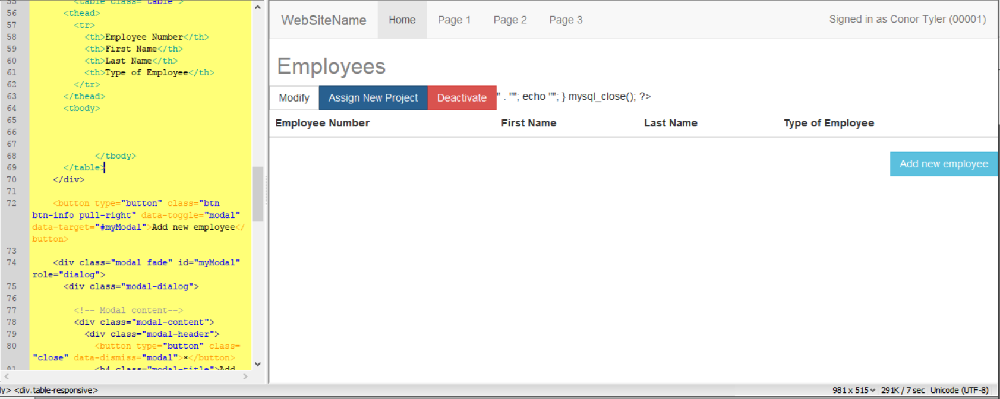 55 <table class="table">
56 <thead>
57 <tr>
58 <th>Employee Number</th>
59 <th>First Name</th>
60 <th>Last Name</th>
61 <th>Type of Employee</th>
62 </tr>
63 </thead>
64 <tbody>
65
66
67
68 </tbody>
69 </table>
70 </div>
71
72 <button type="button" class="btn
btn-info pull-right" data-toggle="modal"
data-target="#myModal">Add new employee</
button>
73
74 <div class="modal fade" id="myModal"
role="dialog">
75 <div class="modal-dialog">
76
77 <!-- Modal content-->
78 <div class="modal-content">
79 <div class="modal-header">
80 <button type="button" class=
"close" data-dismiss="modal">×</button>
81 <h4 class="modal-title">Add
ly> <div.table-responsive>
WebSiteName Home Page 1 Page 2 Page 3 Signed in as Conor Tyler (00001)
Employees
Modify Assign New Project Deactivate " . ""; echo ""; } mysql_close(); ?>
Employee Number First Name Last Name Type of Employee
Add new employee
981 x 515 291K / 7 sec Unicode (UTF-8)